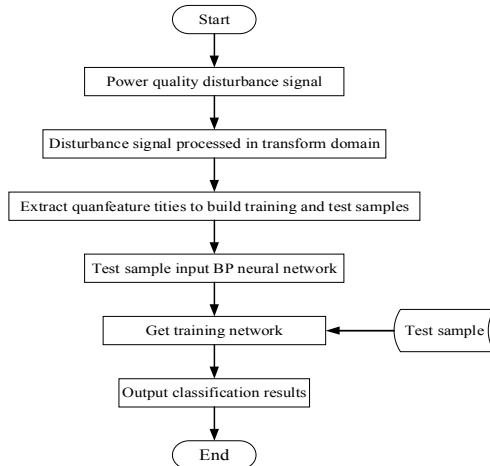 Start
Power quality disturbance signal
Disturbance signal processed in transform domain
Extract quanfeature tities to build training and test samples
Test sample input BP neural network
Get training network
Test sample
Output classification results
End